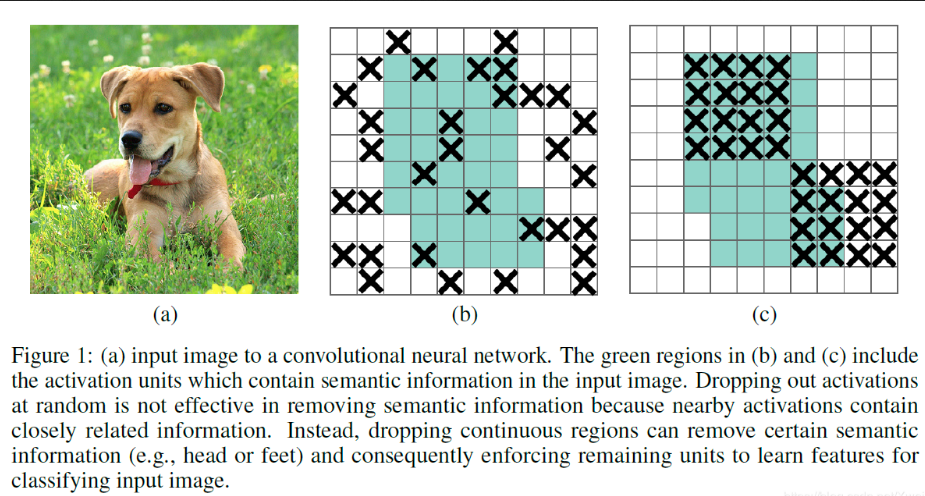 (a)
(b)
(c)
Figure 1: (a) input image to a convolutional neural network. The green regions in (b) and (c) include
the activation units which contain semantic information in the input image. Dropping out activations
at random is not effective in removing semantic information because nearby activations contain
closely related information. Instead, dropping continuous regions can remove certain semantic
information (e.g., head or feet) and consequently enforcing remaining units to learn features for
classifying input image.